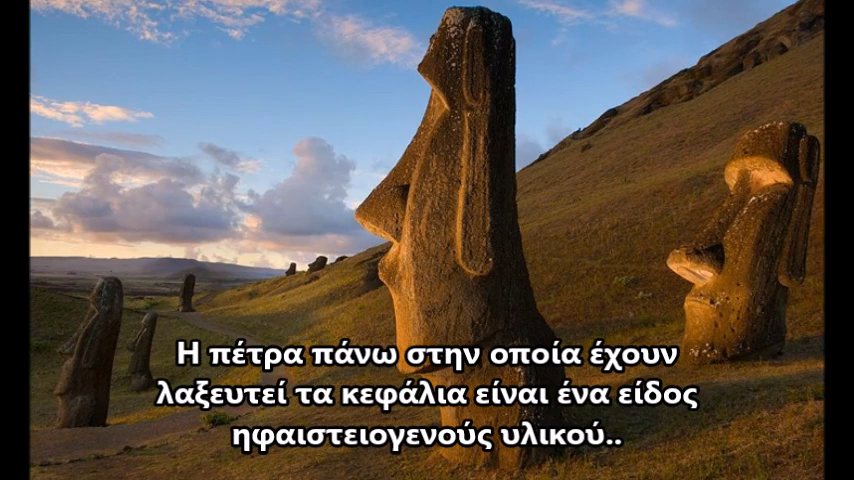 Η πέτρα πάνω στην οποία έχουν
λαξευτεί τα κεφάλια είναι ένα είδος
ηφαιστειογενούς υλικού..